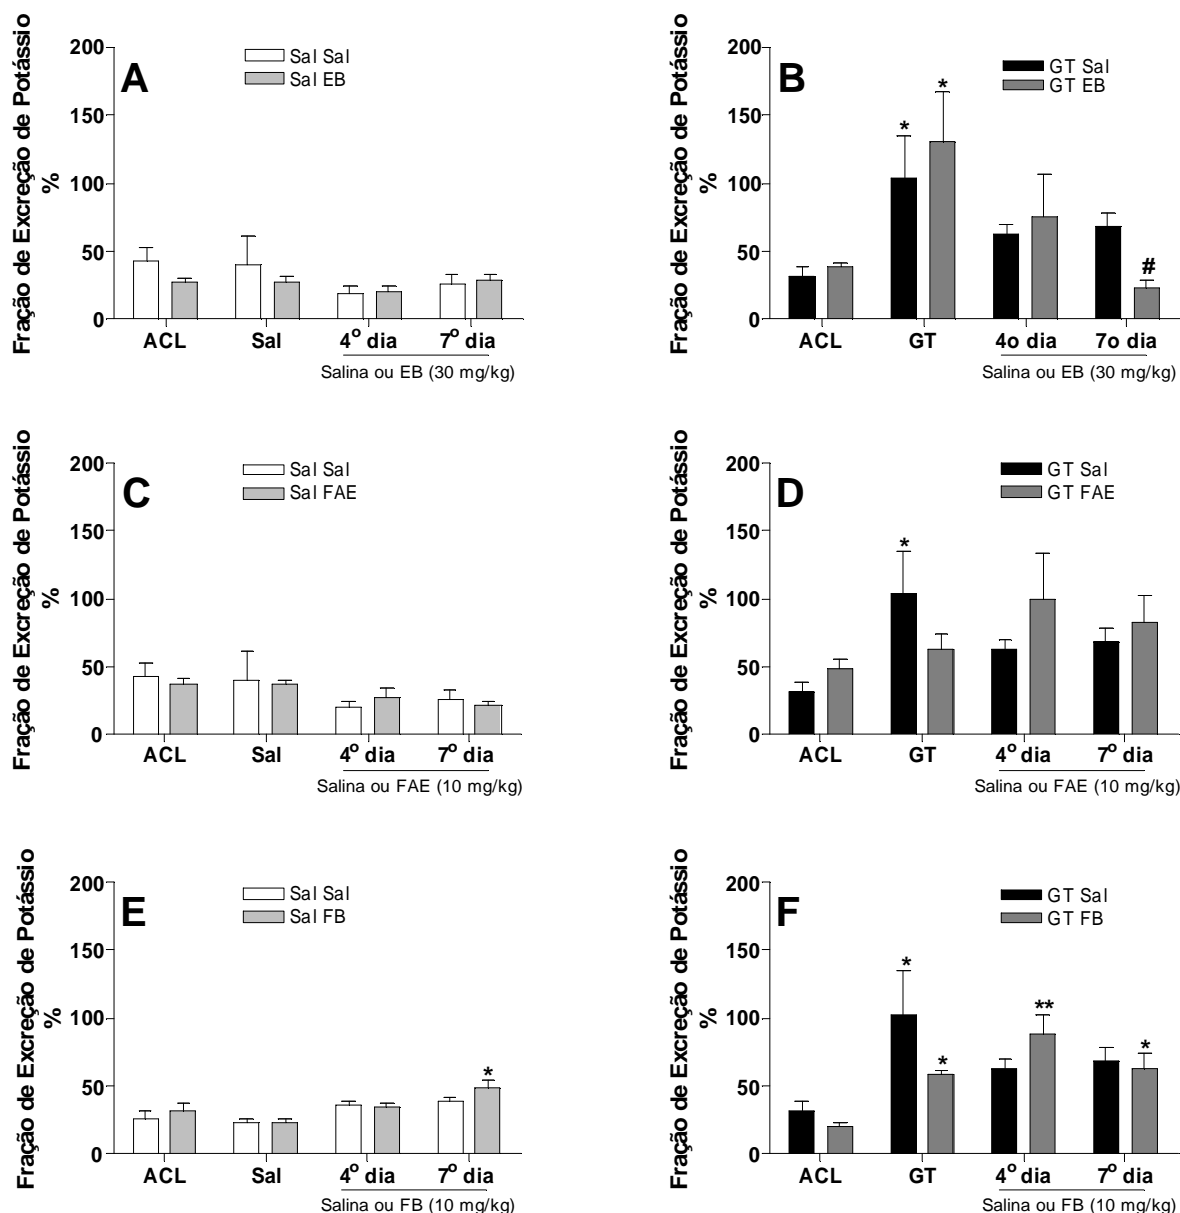 Fração de Excreção de Potássio
%
200
150
100
50
0
A
Sal Sal
Sal EB
ACL Sal 4º dia 7º dia
Salina ou EB (30 mg/kg)
Fração de Excreção de Potássio
%
200
150
100
50
0
B
GT Sal
GT EB
* *
#
ACL GT 4o dia 7o dia
Salina ou EB (30 mg/kg)
Fração de Excreção de Potássio
%
200
150
100
50
0
C
Sal Sal
Sal FAE
ACL Sal 4º dia 7º dia
Salina ou FAE (10 mg/kg)
Fração de Excreção de Potássio
%
200
150
100
50
0
D
GT Sal
GT FAE
*
ACL GT 4º dia 7º dia
Salina ou FAE (10 mg/kg)
Fração de Excreção de Potássio
%
200
150
100
50
0
E
Sal Sal
Sal FB
*
ACL Sal 4º dia 7º dia
Salina ou FB (10 mg/kg)
Fração de Excreção de Potássio
%
200
150
100
50
0
F
GT Sal
GT FB
* * ** *
ACL GT 4º dia 7º dia
Salina ou FB (10 mg/kg)